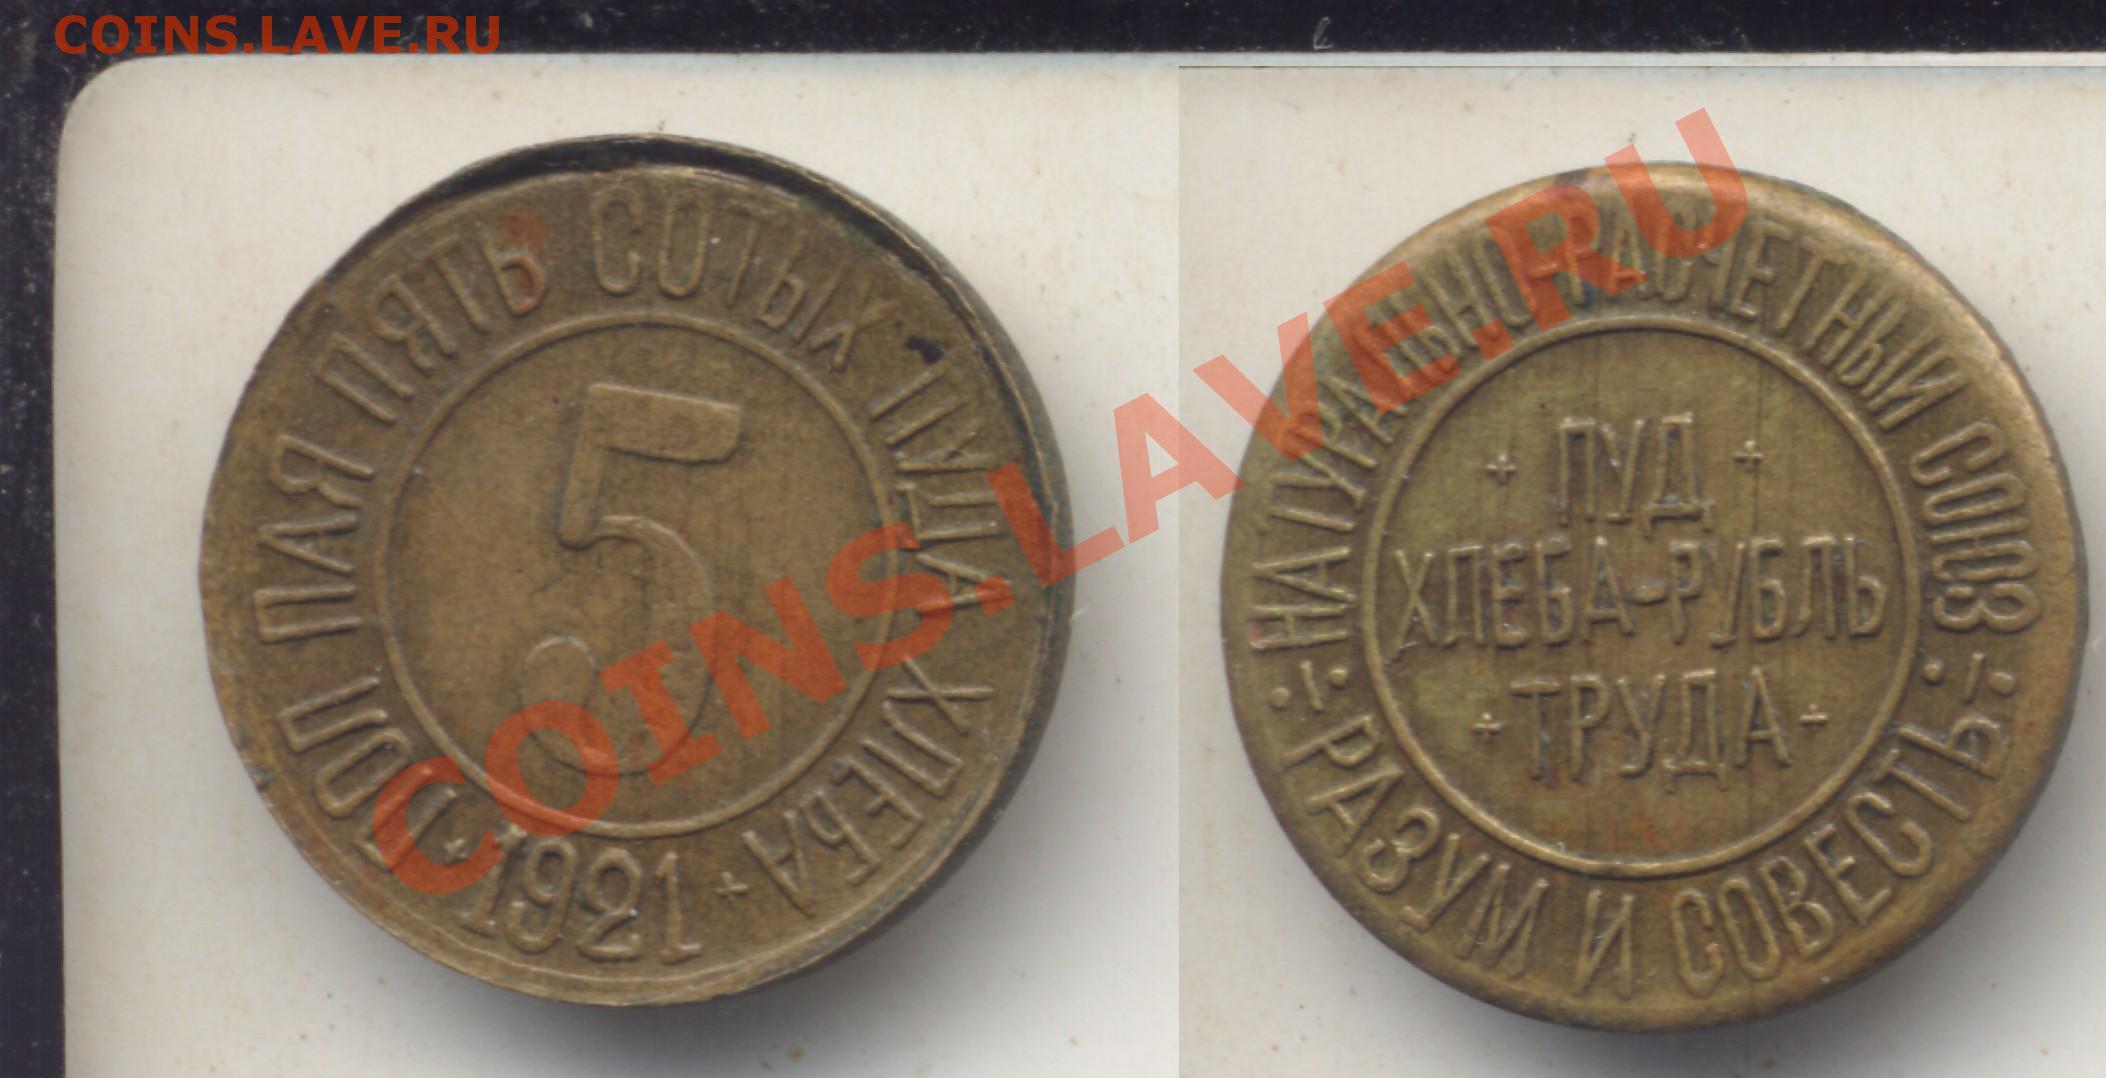 COINS.LAVE.RU
ПОЛ ПАЯ ПЯТЬ СОТЫХ ПУДА ХЛЕБА
5
1921
НАТУРАЛЬНО-РАСЧЕТНЫЙ СОЮЗ
ПУД
ХЛЕБА-РУБЛЬ
ТРУДА
РАЗУМ И СОВЕСТЬ
COINS.LAVE.RU